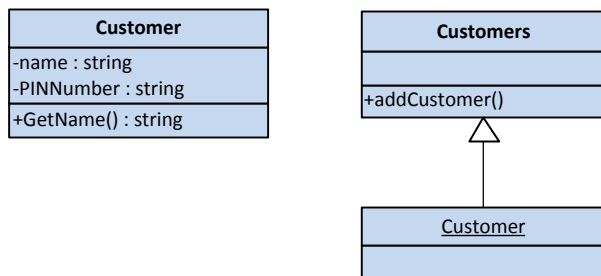 Customer
-name : string
-PINNumber : string
+GetName() : string
Customers
+addCustomer()
Customer